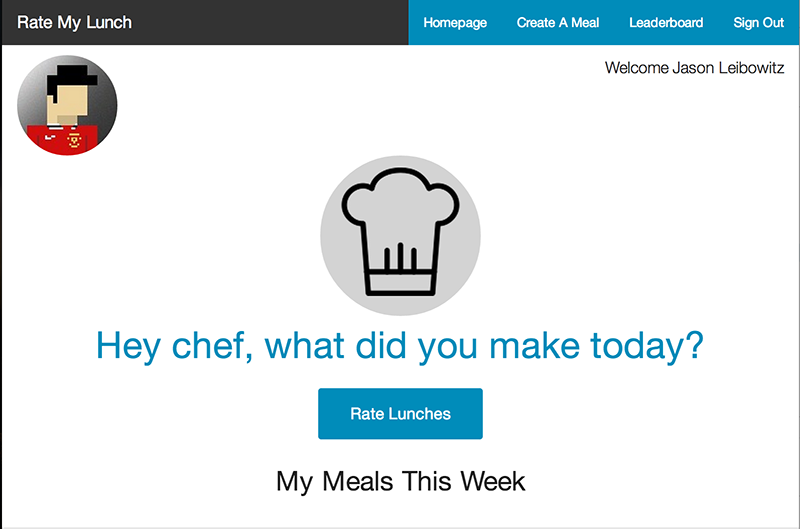 Rate My Lunch
Homepage Create A Meal Leaderboard Sign Out
Welcome Jason Leibowitz
Hey chef, what did you make today?
Rate Lunches
My Meals This Week